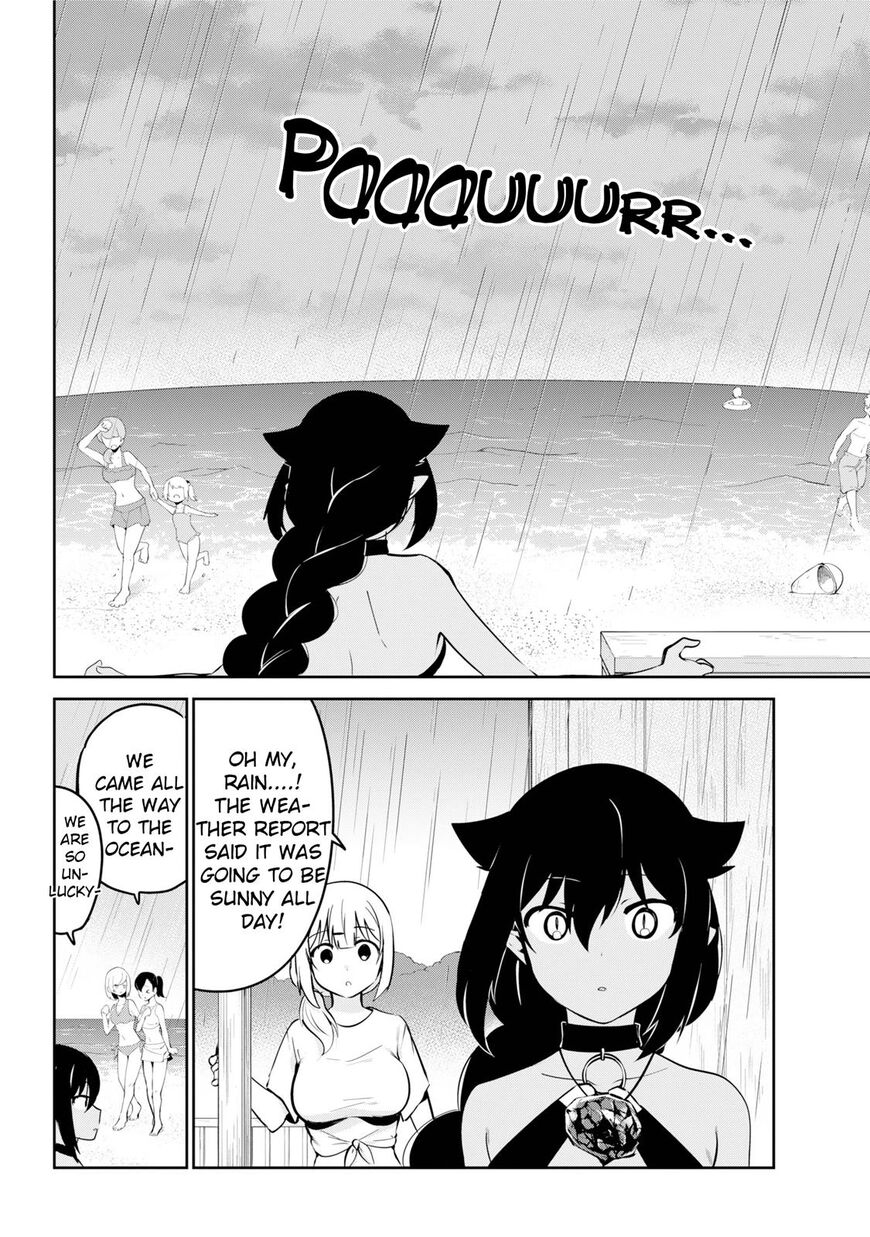 PAAAUUURR...
OH MY,
RAIN....!
THE WEA-
THER REPORT
SAID IT WAS
GOING TO BE
SUNNY ALL
DAY!
WE
CAME ALL
THE WAY
TO THE
OCEAN-
WE
ARE
SO
UN-
LUCKY-